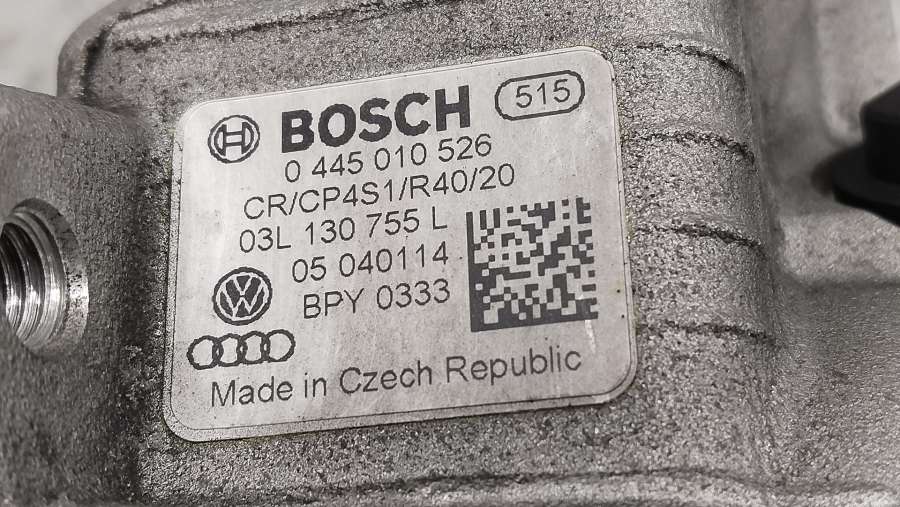 BOSCH 515
0 445 010 526
CR/CP4S1/R40/20
03L 130 755 L
05 040114
BPY 0333
Made in Czech Republic